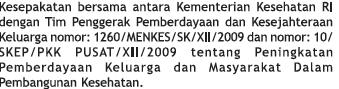 Kesepakatan bersama antara Kementerian Kesehatan RI
dengan Tim Penggerak Pemberdayaan dan Kesejahteraan
Keluarga nomor: 1260/MENKES/SK/XII/2009 dan nomor: 10/
SKEP/PKK PUSAT/XII/2009 tentang Peningkatan
Pemberdayaan Keluarga dan Masyarakat Dalam
Pembangunan Kesehatan.